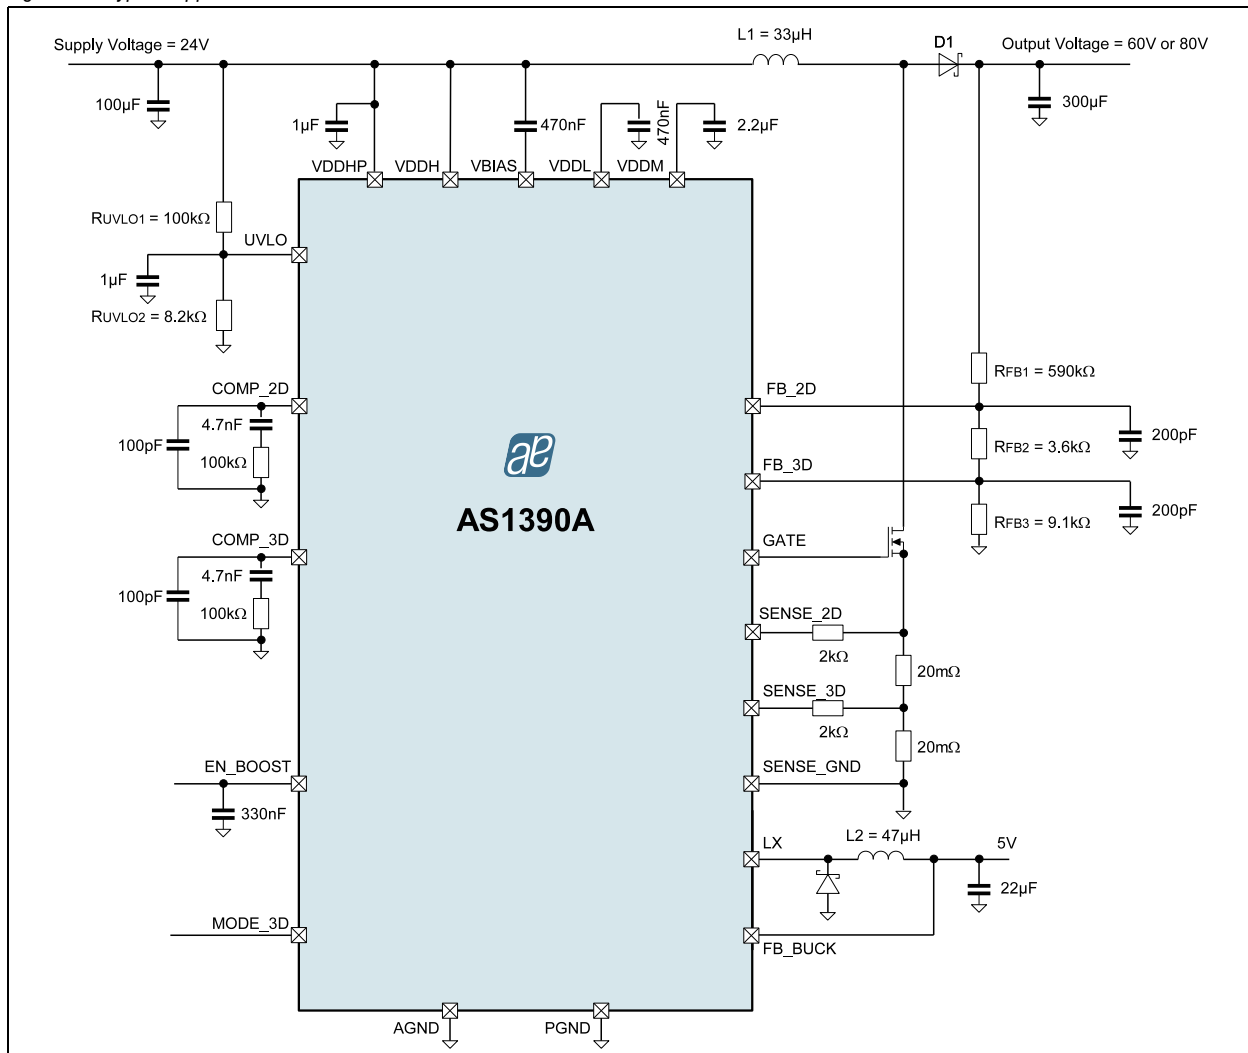 Supply Voltage = 24V
L1 = 33µH
D1
Output Voltage = 60V or 80V
100µF
1µF
470nF
470nF
2.2µF
300µF
VDDHP
VDDH
VBIAS
VDDL
VDDM
RUVLO1 = 100kΩ
UVLO
1µF
RUVLO2 = 8.2kΩ
COMP_2D
4.7nF
100pF
100kΩ
FB_2D
RFB1 = 590kΩ
200pF
RFB2 = 3.6kΩ
FB_3D
200pF
RFB3 = 9.1kΩ
AS1390A
COMP_3D
4.7nF
100pF
100kΩ
GATE
SENSE_2D
2kΩ
20mΩ
SENSE_3D
2kΩ
20mΩ
EN_BOOST
330nF
SENSE_GND
LX
L2 = 47µH
5V
22µF
MODE_3D
FB_BUCK
AGND
PGND